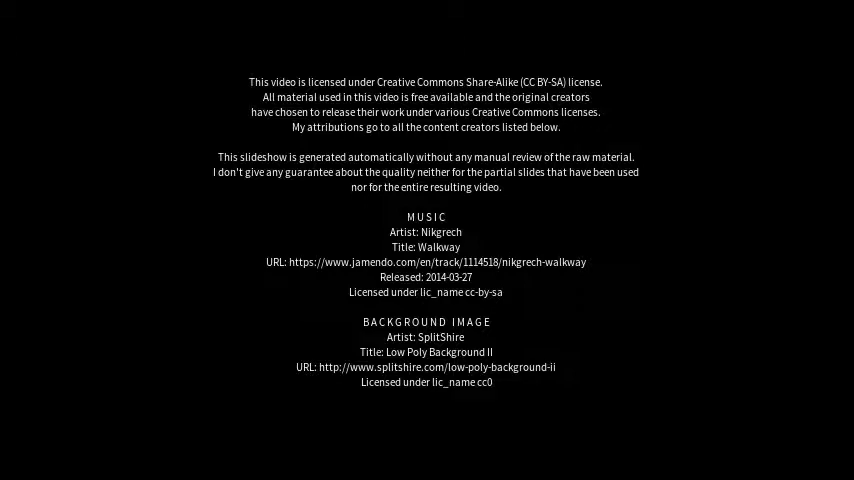 This video is licensed under Creative Commons Share-Alike (CC BY-SA) license.
All material used in this video is free available and the original creators
have chosen to release their work under various Creative Commons licenses.
My attributions go to all the content creators listed below.
This slideshow is generated automatically without any manual review of the raw material.
I don't give any guarantee about the quality neither for the partial slides that have been used
nor for the entire resulting video.
MUSIC
Artist: Nikgrech
Title: Walkway
URL: https://www.jamendo.com/en/track/1114518/nikgrech-walkway
Released: 2014-03-27
Licensed under lic_name cc-by-sa
BACKGROUND IMAGE
Artist: SplitShire
Title: Low Poly Background II
URL: http://www.splitshire.com/low-poly-background-ii
Licensed under lic_name cc0